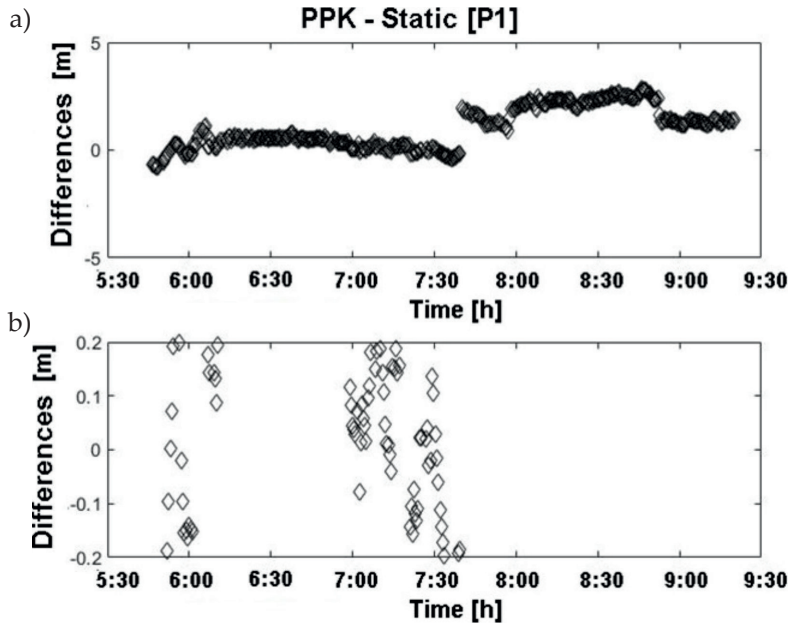 a)
PPK - Static [P1]
5
0
-5
Differences [m]
5:30 6:00 6:30 7:00 7:30 8:00 8:30 9:00 9:30
Time [h]
b)
0.2
0.1
0
-0.1
-0.2
Differences [m]
5:30 6:00 6:30 7:00 7:30 8:00 8:30 9:00 9:30
Time [h]